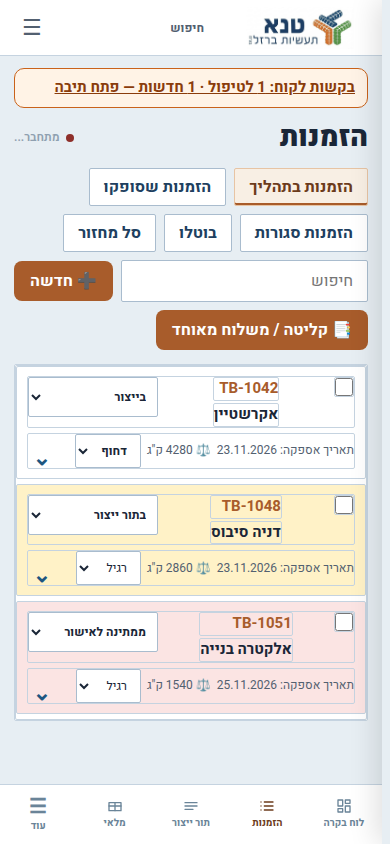 טנא
תעשיות ברזל
חיפוש
☰
בקשות לקוח: 1 לטיפול · 1 חדשות — פתח תיבה
הזמנות
מתחבר...
הזמנות בתהליך
הזמנות שסופקו
הזמנות סגורות
בוטלו
סל מחזור
חיפוש
➕ חדשה
📑 קליטה / משלוח מאוחד
TB-1042
אקרשטיין
בייצור
תאריך אספקה: 23.11.2026 ⚖️ 4280 ק"ג
דחוף
TB-1048
דניה סיבוס
בתור ייצור
תאריך אספקה: 23.11.2026 ⚖️ 2860 ק"ג
רגיל
TB-1051
אלקטרה בנייה
ממתינה לאישור
תאריך אספקה: 25.11.2026 ⚖️ 1540 ק"ג
רגיל
לוח בקרה
הזמנות
תור ייצור
מלאי
עוד